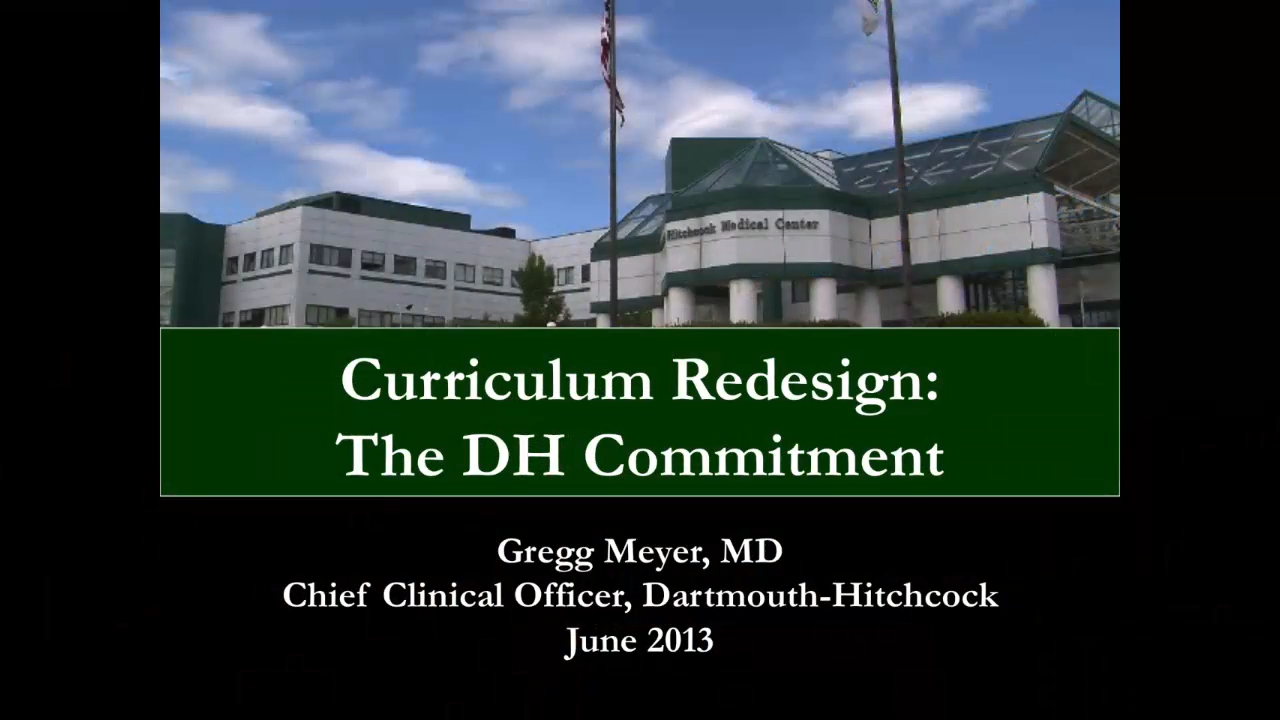 Hitchcock Medical Center
Curriculum Redesign:
The DH Commitment
Gregg Meyer, MD
Chief Clinical Officer, Dartmouth-Hitchcock
June 2013